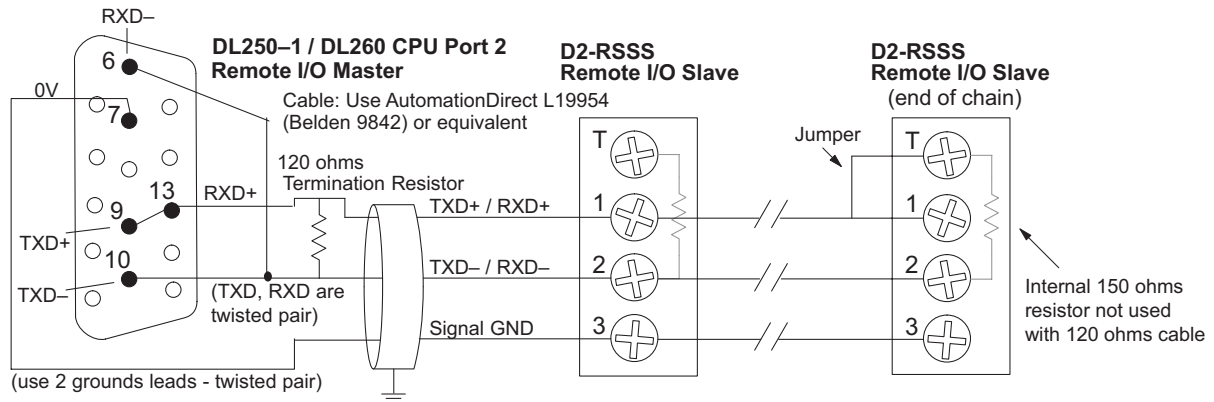 RXD–
6
0V
7
13
9
TXD+
10
TXD–
RXD+
DL250–1 / DL260 CPU Port 2
Remote I/O Master
Cable: Use AutomationDirect L19954
(Belden 9842) or equivalent
120 ohms
Termination Resistor
(TXD, RXD are
twisted pair)
(use 2 grounds leads - twisted pair)
TXD+ / RXD+
TXD– / RXD–
Signal GND
D2-RSSS
Remote I/O Slave
T
1
2
3
D2-RSSS
Remote I/O Slave
(end of chain)
Jumper
T
1
2
3
Internal 150 ohms
resistor not used
with 120 ohms cable